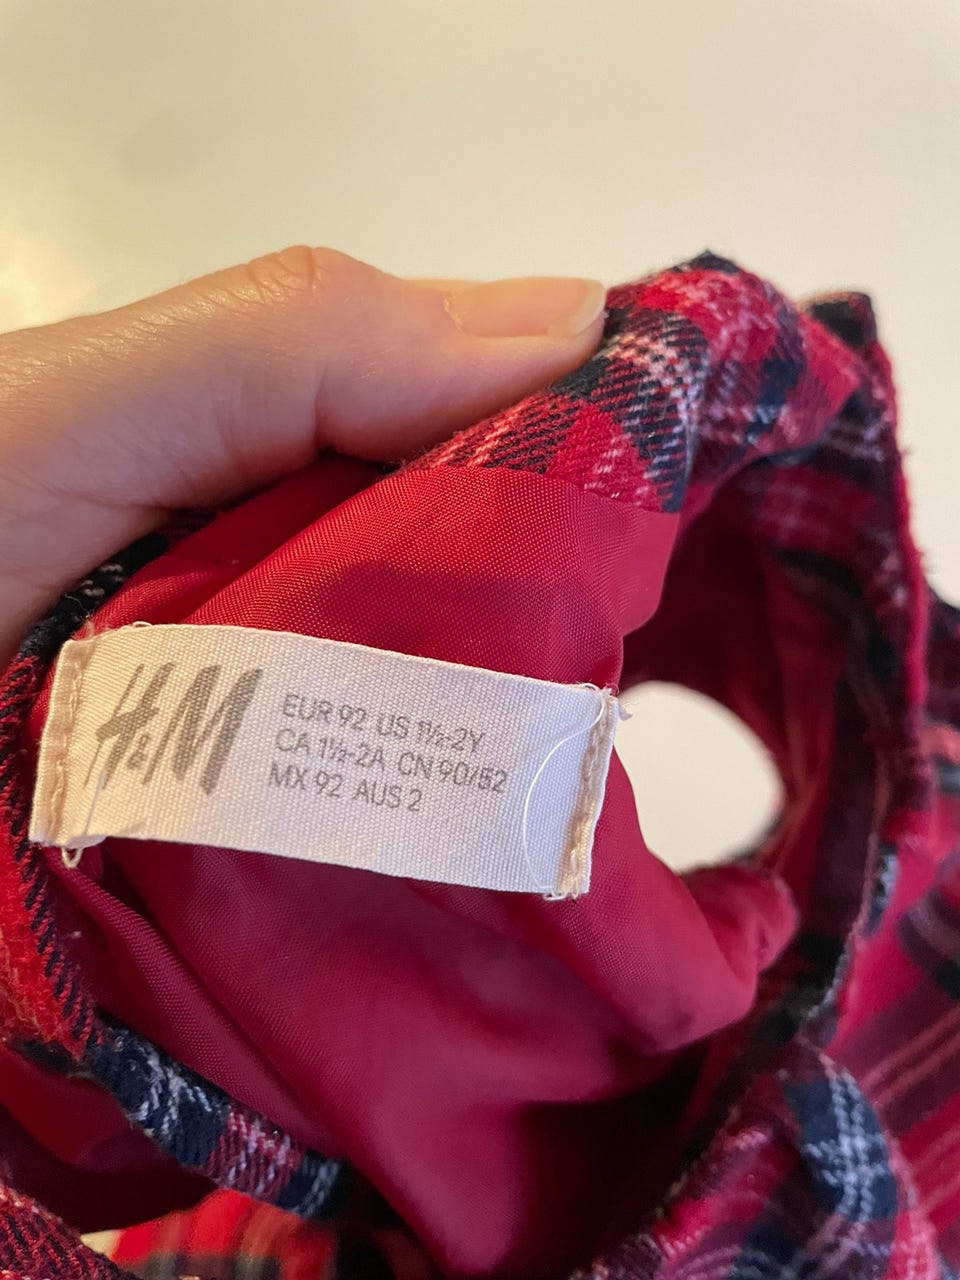 H&M
EUR 92 US 1½-2Y
CA 1½-2A CN 90/52
MX 92 AUS 2